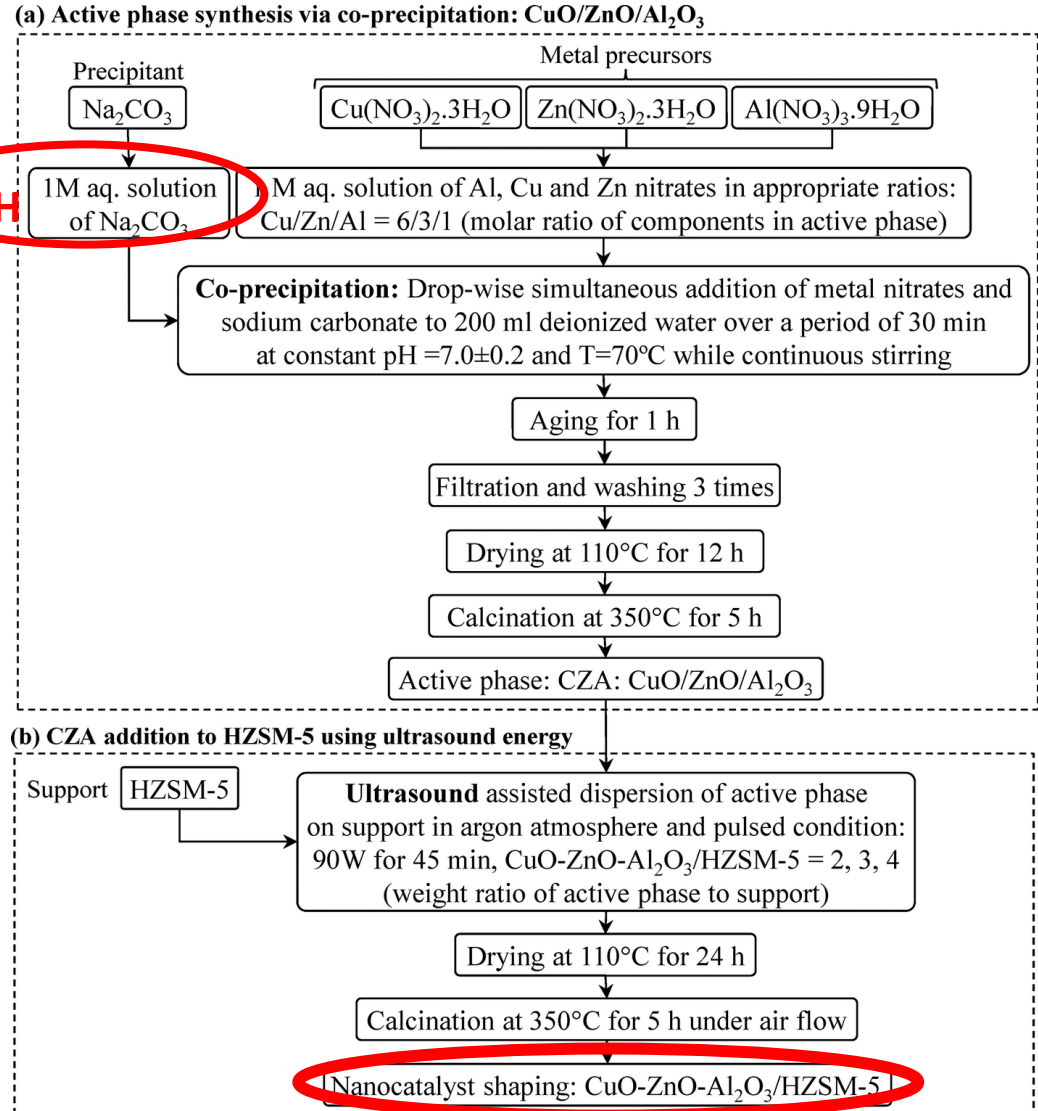 (a) Active phase synthesis via co-precipitation: CuO/ZnO/Al₂O₃
Precipitant
Metal precursors
Na₂CO₃
Cu(NO₃)₂.3H₂O
Zn(NO₃)₂.3H₂O
Al(NO₃)₃.9H₂O
H
1M aq. solution
of Na₂CO₃
M aq. solution of Al, Cu and Zn nitrates in appropriate ratios:
Cu/Zn/Al = 6/3/1 (molar ratio of components in active phase)
Co-precipitation: Drop-wise simultaneous addition of metal nitrates and
sodium carbonate to 200 ml deionized water over a period of 30 min
at constant pH =7.0±0.2 and T=70ºC while continuous stirring
Aging for 1 h
Filtration and washing 3 times
Drying at 110°C for 12 h
Calcination at 350°C for 5 h
Active phase: CZA: CuO/ZnO/Al₂O₃
(b) CZA addition to HZSM-5 using ultrasound energy
Support
HZSM-5
Ultrasound assisted dispersion of active phase
on support in argon atmosphere and pulsed condition:
90W for 45 min, CuO-ZnO-Al₂O₃/HZSM-5 = 2, 3, 4
(weight ratio of active phase to support)
Drying at 110°C for 24 h
Calcination at 350°C for 5 h under air flow
Nanocatalyst shaping: CuO-ZnO-Al₂O₃/HZSM-5